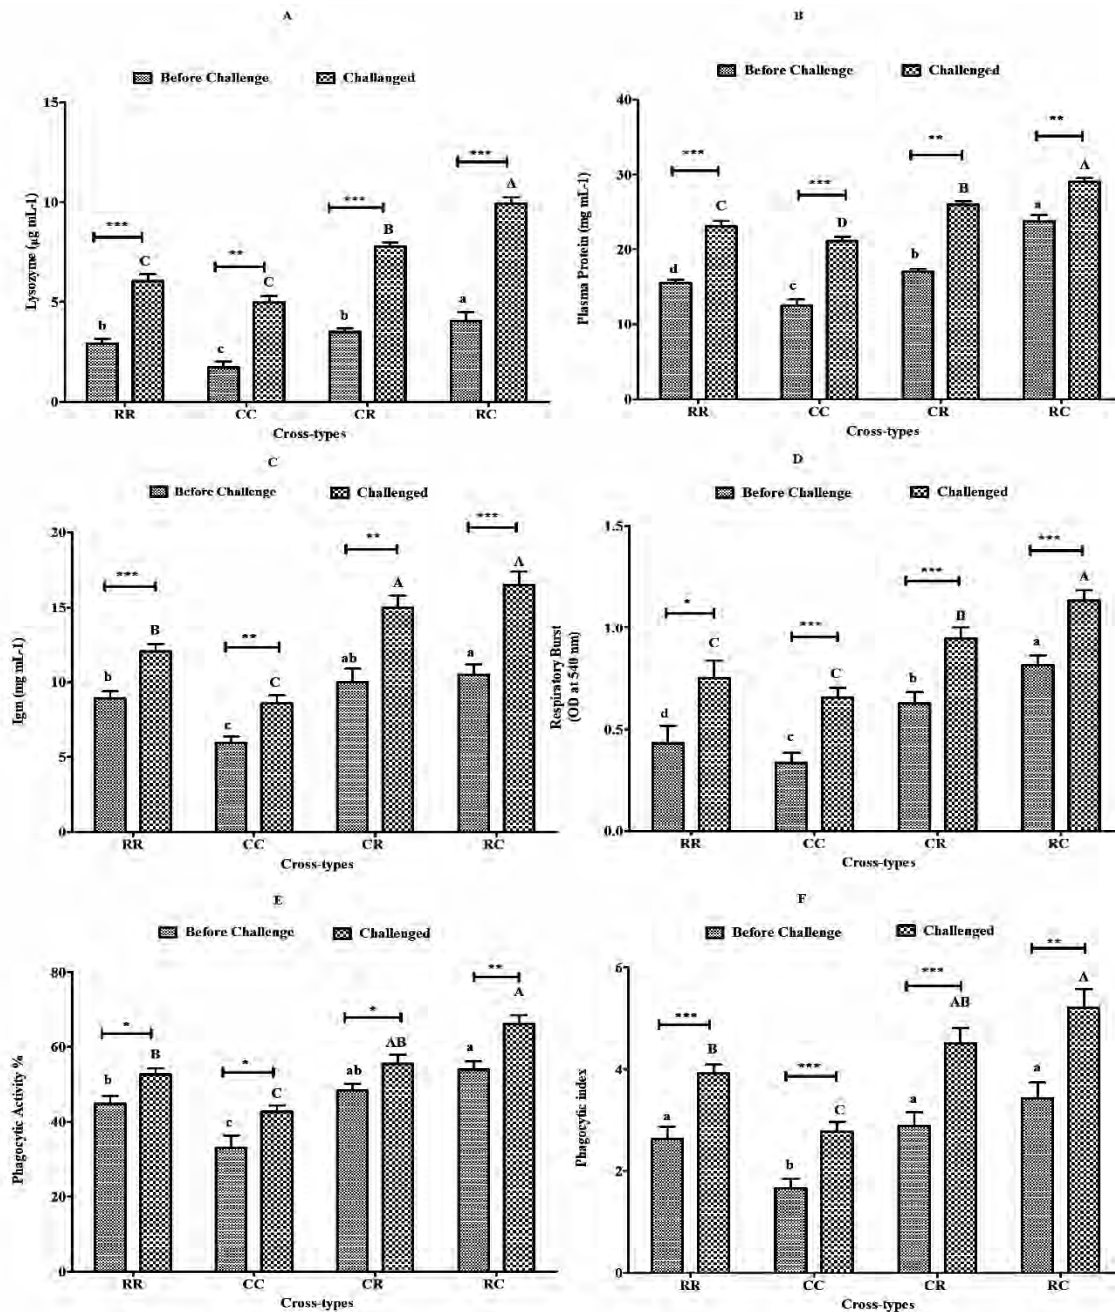 A
Before Challenge Challanged
Lysozyme (µg mL-1)
15
10
5
0
*** ** *** ***
b C c C b B a A
RR CC CR RC
Cross-types
B
Before Challenge Challenged
Plasma Protein (mg mL-1)
40
30
20
10
0
*** *** ** **
d C c D b B a A
RR CC CR RC
Cross-types
C
Before Challenge Challenged
Igm (mg mL-1)
20
15
10
5
0
*** ** ** ***
b B c C ab A a A
RR CC CR RC
Cross-types
D
Before Challenge Challenged
Respiratory Burst
(OD at 540 nm)
1.5
1.0
0.5
0.0
* *** *** ***
d C c C b B a A
RR CC CR RC
Cross-types
E
Before Challenge Challenged
Phagocytic Activity %
80
60
40
20
0
* * * **
b B c C ab AB a A
RR CC CR RC
Cross-types
F
Before Challenge Challenged
Phagocytic index
6
4
2
0
*** *** *** **
a B b C a AB a A
RR CC CR RC
Cross-types